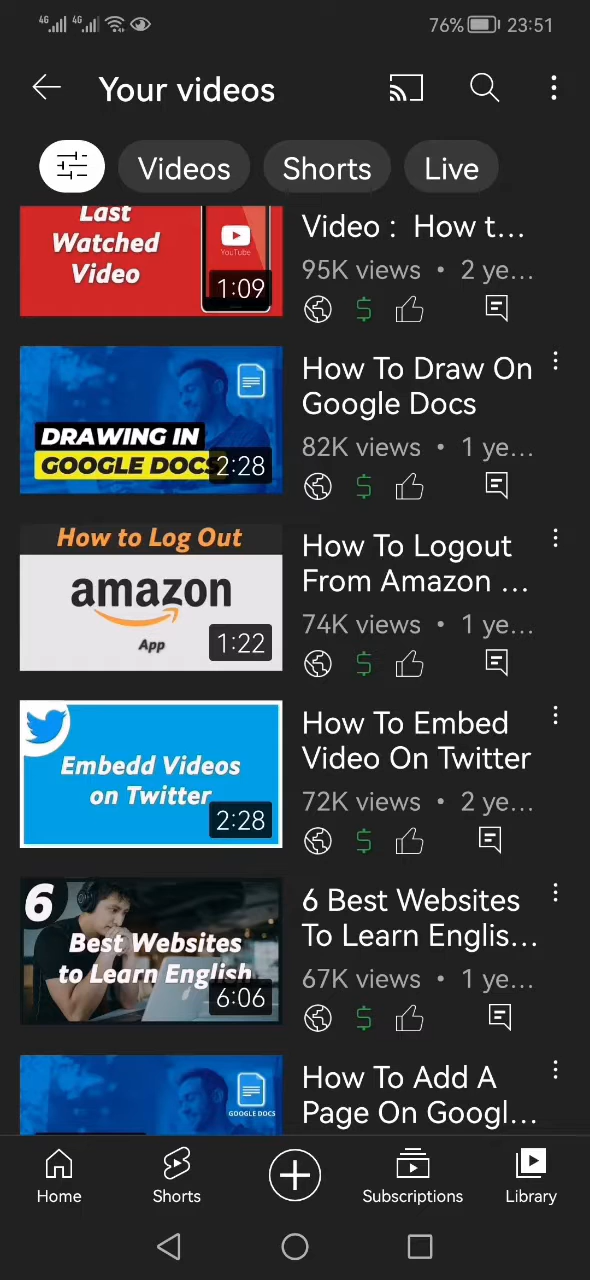 4G 4G 76% 23:51
Your videos
Videos Shorts Live
Last
Watched
Video
YouTube
1:09
Video : How t...
95K views • 2 ye...
DRAWING IN
GOOGLE DOCS
2:28
How To Draw On
Google Docs
82K views • 1 ye...
How to Log Out
amazon
App
1:22
How To Logout
From Amazon ...
74K views • 1 ye...
Embedd Videos
on Twitter
2:28
How To Embed
Video On Twitter
72K views • 2 ye...
6
Best Websites
to Learn English
6:06
6 Best Websites
To Learn Englis...
67K views • 1 ye...
GOOGLE DOCS
How To Add A
Page On Googl...
Home Shorts Subscriptions Library